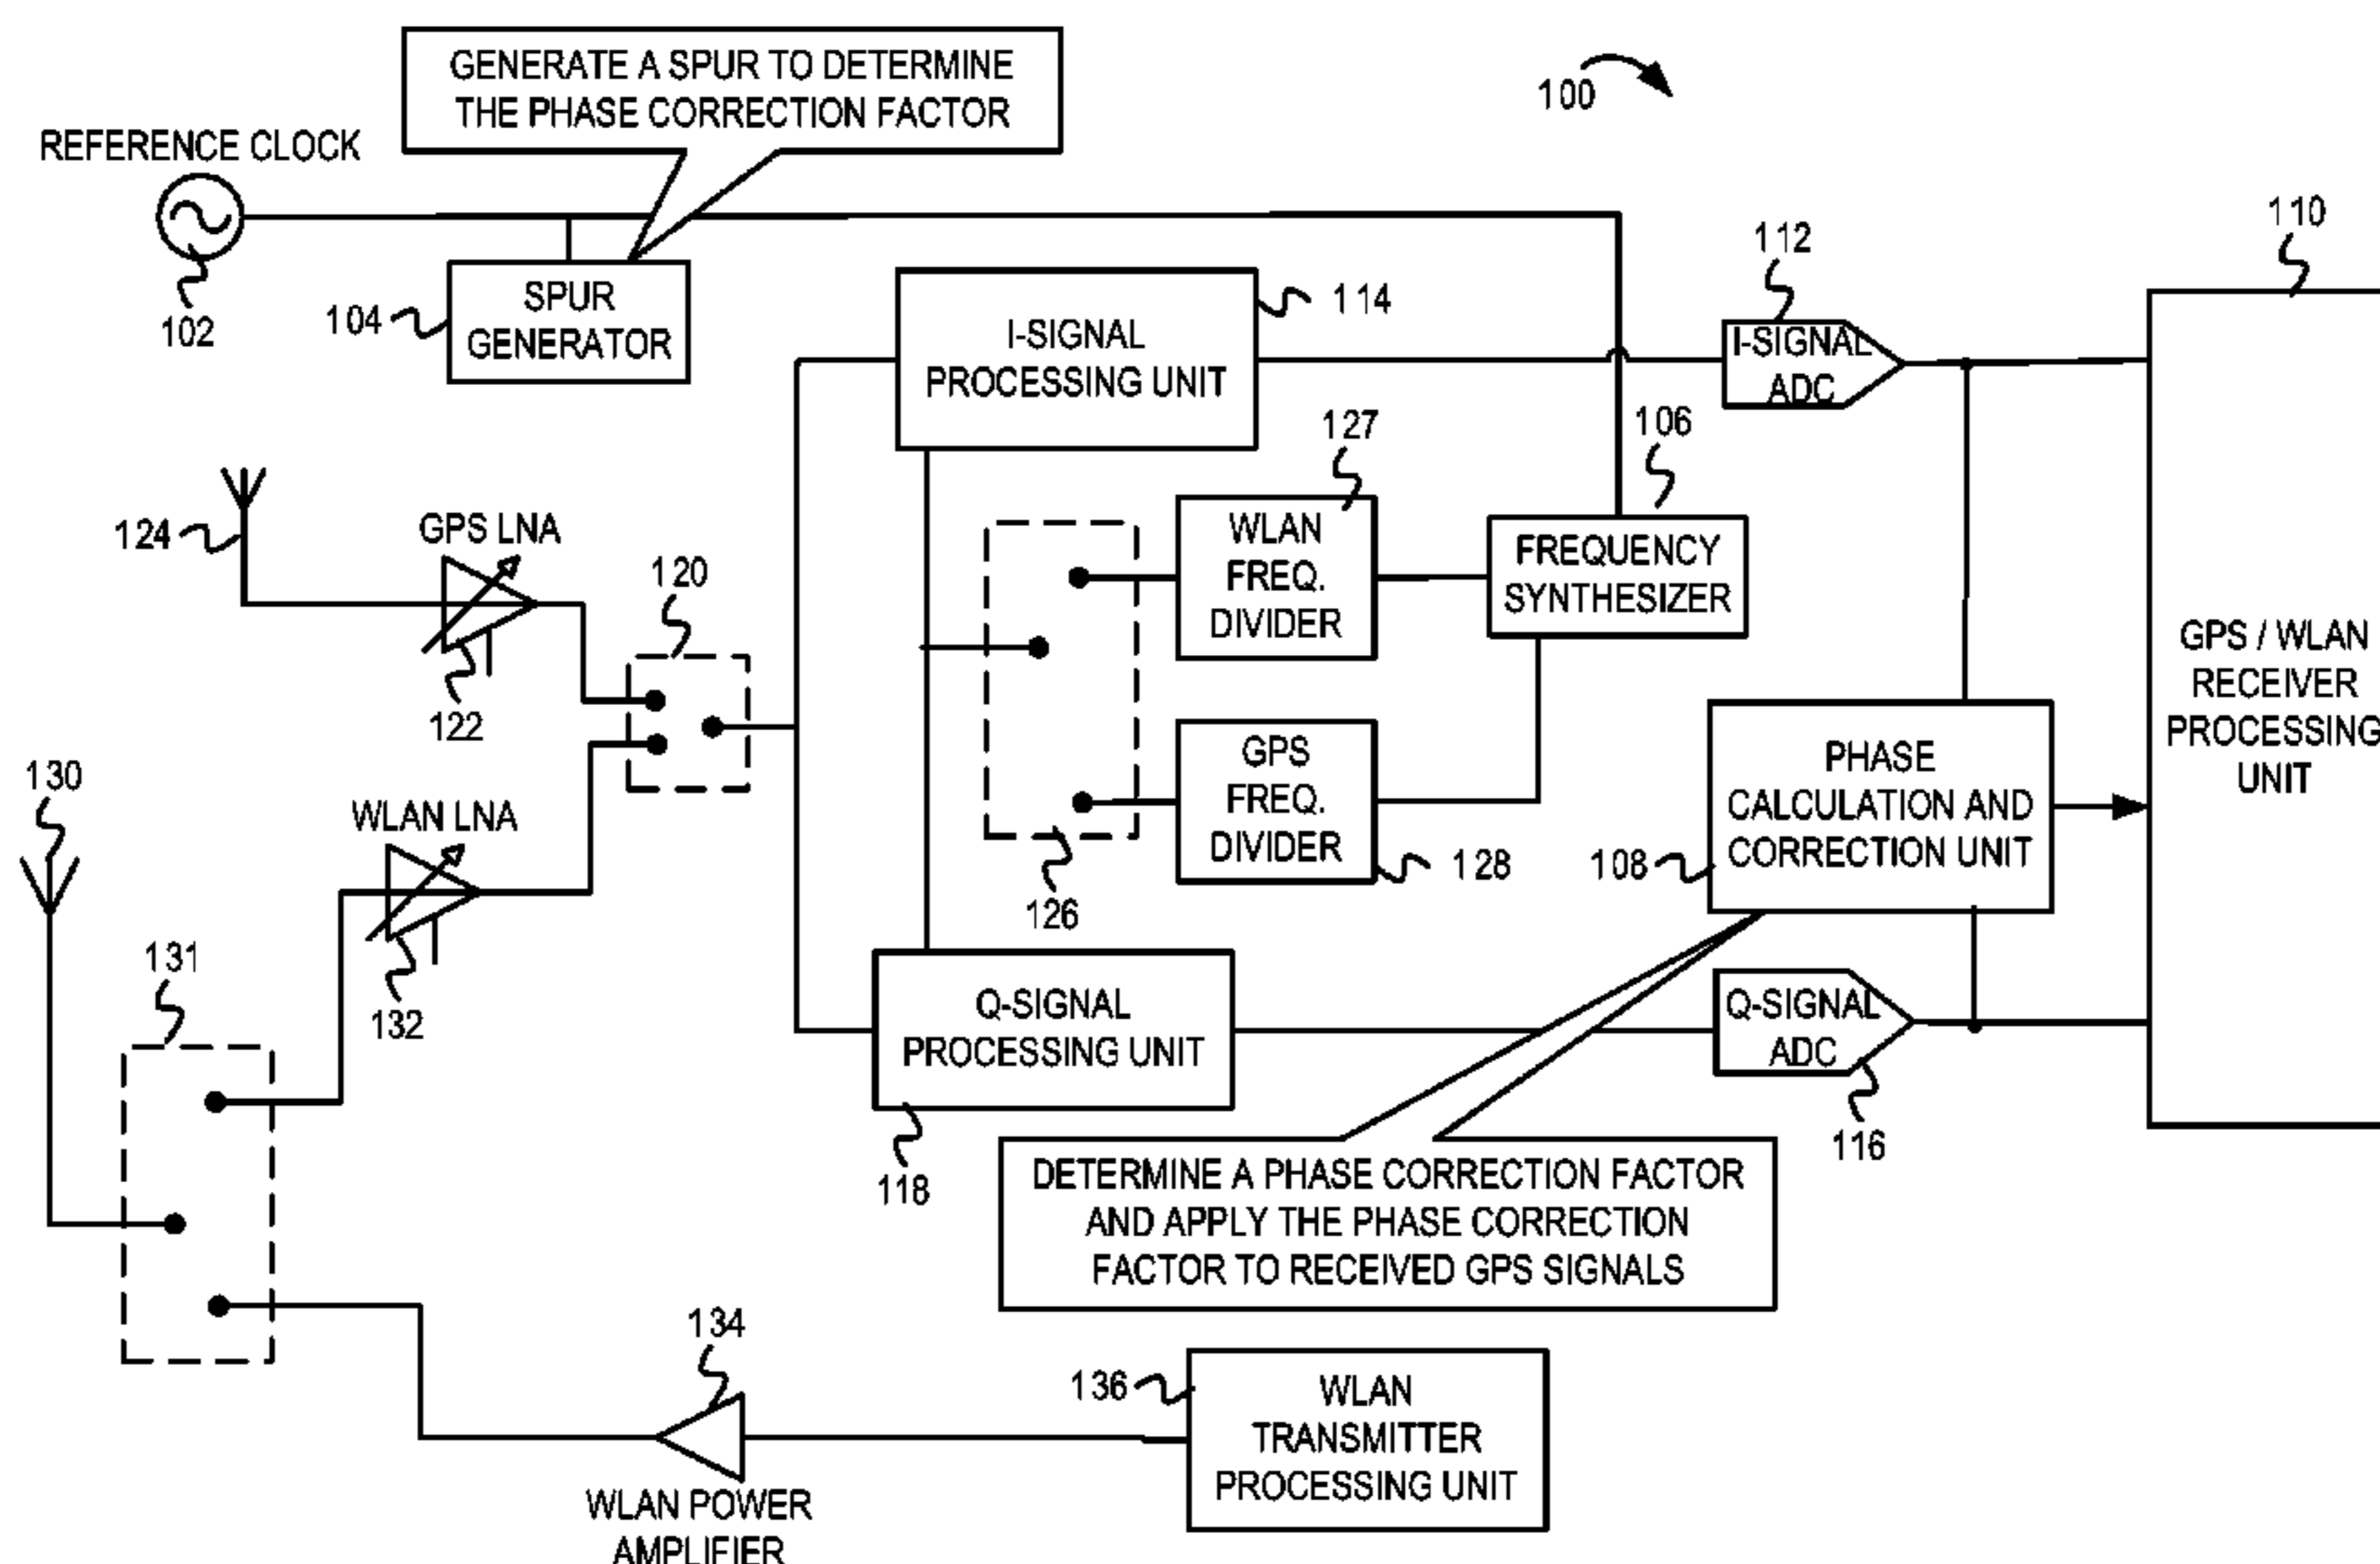 GENERATE A SPUR TO DETERMINE
THE PHASE CORRECTION FACTOR
100
REFERENCE CLOCK
102
104
SPUR
GENERATOR
I-SIGNAL
PROCESSING UNIT
114
112
I-SIGNAL
ADC
110
GPS / WLAN
RECEIVER
PROCESSING
UNIT
124
GPS LNA
122
120
127
WLAN
FREQ.
DIVIDER
106
FREQUENCY
SYNTHESIZER
GPS
FREQ.
DIVIDER
128
126
PHASE
CALCULATION AND
CORRECTION UNIT
108
130
WLAN LNA
132
131
Q-SIGNAL
PROCESSING UNIT
118
Q-SIGNAL
ADC
116
DETERMINE A PHASE CORRECTION FACTOR
AND APPLY THE PHASE CORRECTION
FACTOR TO RECEIVED GPS SIGNALS
134
WLAN POWER
AMPLIFIER
136
WLAN
TRANSMITTER
PROCESSING UNIT